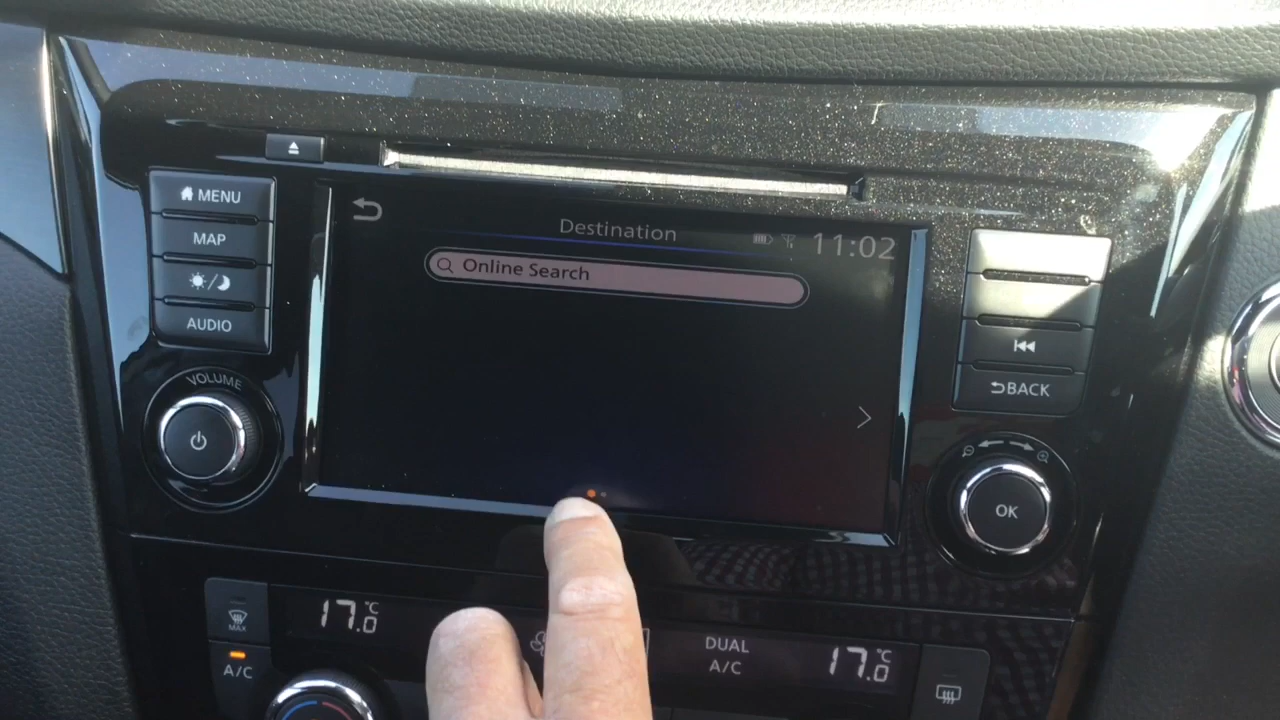 MENU
MAP
AUDIO
VOLUME
Destination
11:02
Online Search
BACK
OK
MAX
A/C
17.0°C
DUAL
A/C
17.0°C